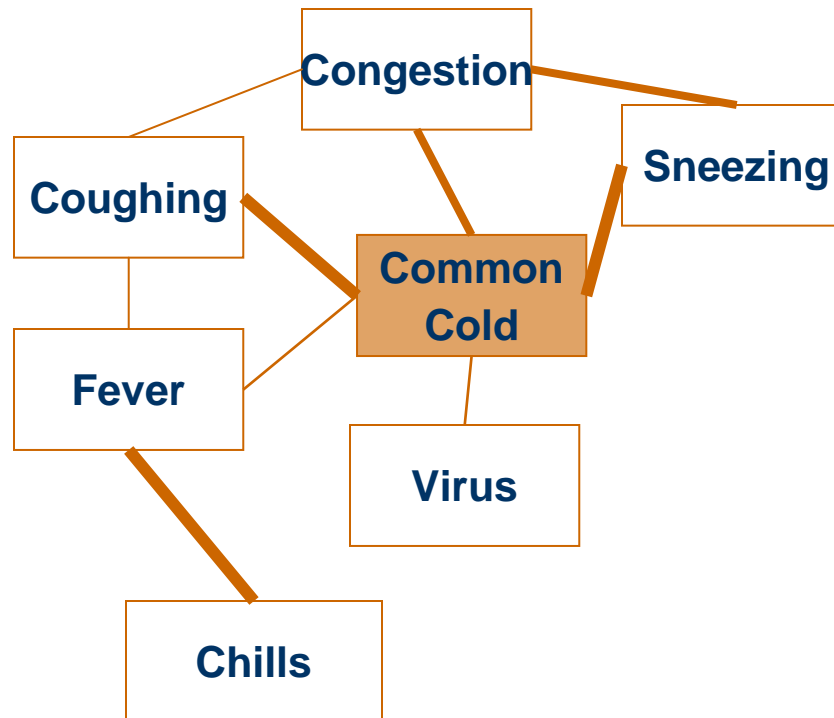 Congestion
Sneezing
Coughing
Common
Cold
Fever
Virus
Chills